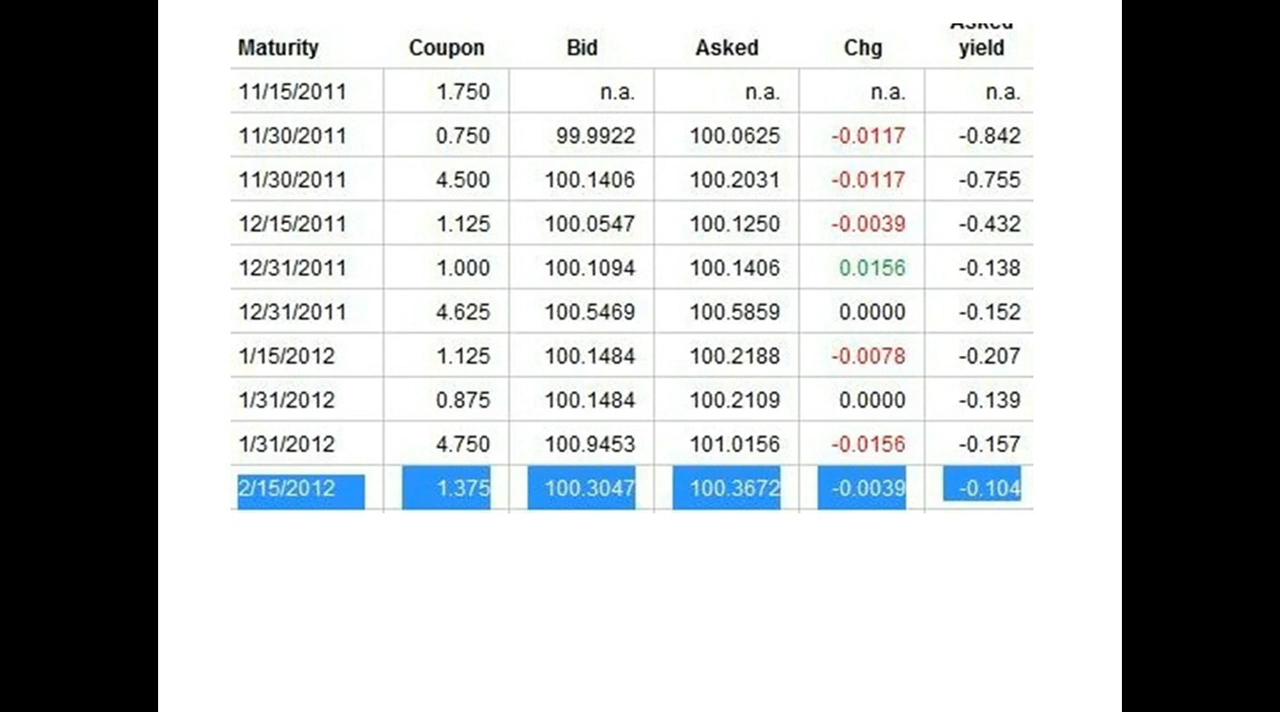 Asked
Maturity Coupon Bid Asked Chg yield
11/15/2011 1.750 n.a. n.a. n.a. n.a.
11/30/2011 0.750 99.9922 100.0625 -0.0117 -0.842
11/30/2011 4.500 100.1406 100.2031 -0.0117 -0.755
12/15/2011 1.125 100.0547 100.1250 -0.0039 -0.432
12/31/2011 1.000 100.1094 100.1406 0.0156 -0.138
12/31/2011 4.625 100.5469 100.5859 0.0000 -0.152
1/15/2012 1.125 100.1484 100.2188 -0.0078 -0.207
1/31/2012 0.875 100.1484 100.2109 0.0000 -0.139
1/31/2012 4.750 100.9453 101.0156 -0.0156 -0.157
2/15/2012 1.375 100.3047 100.3672 -0.0039 -0.104